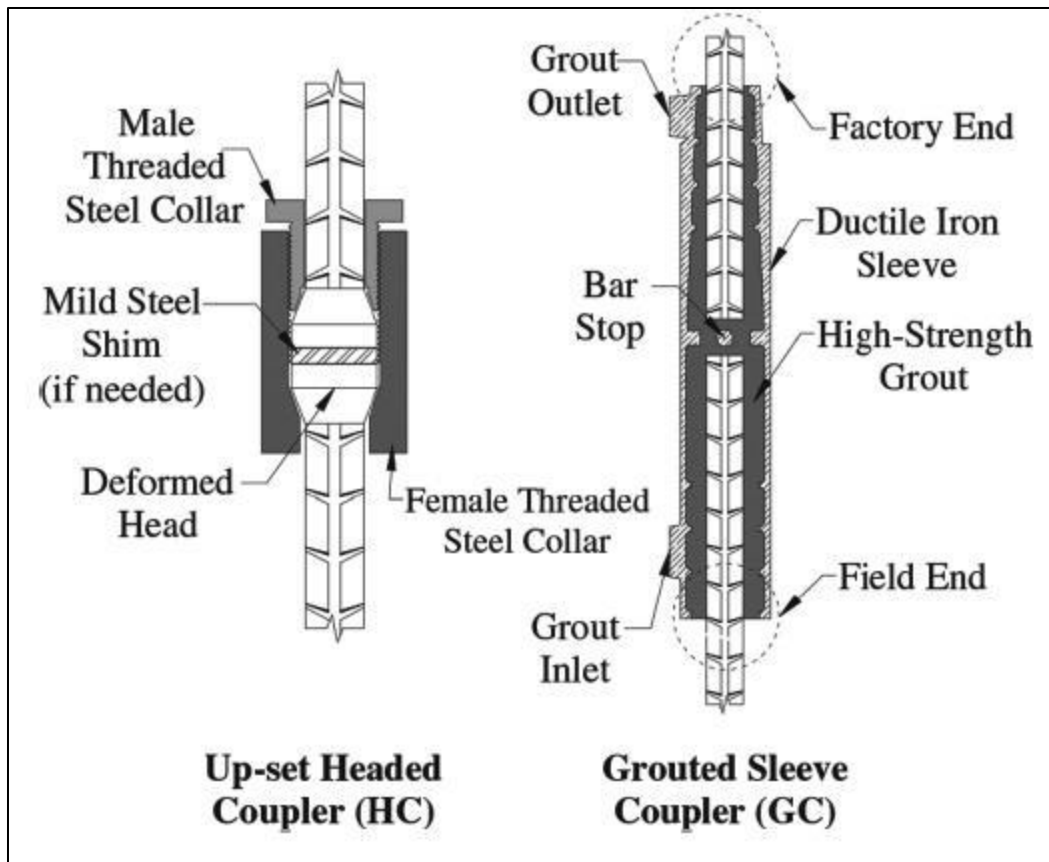 Male
Threaded
Steel Collar
Mild Steel
Shim
(if needed)
Deformed
Head
Female Threaded
Steel Collar
Up-set Headed
Coupler (HC)
Grout
Outlet
Factory End
Ductile Iron
Sleeve
Bar
Stop
High-Strength
Grout
Field End
Grout
Inlet
Grouted Sleeve
Coupler (GC)